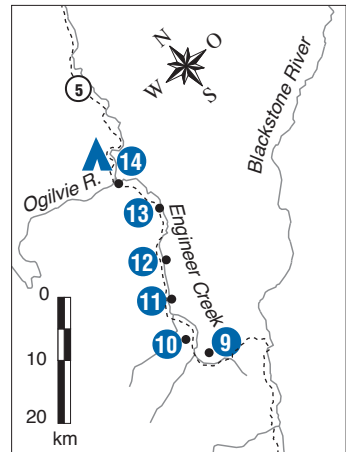 N
O
W
S
5
Blackstone River
14
Ogilvie R.
13
Engineer Creek
12
11
10
9
0
10
20
km